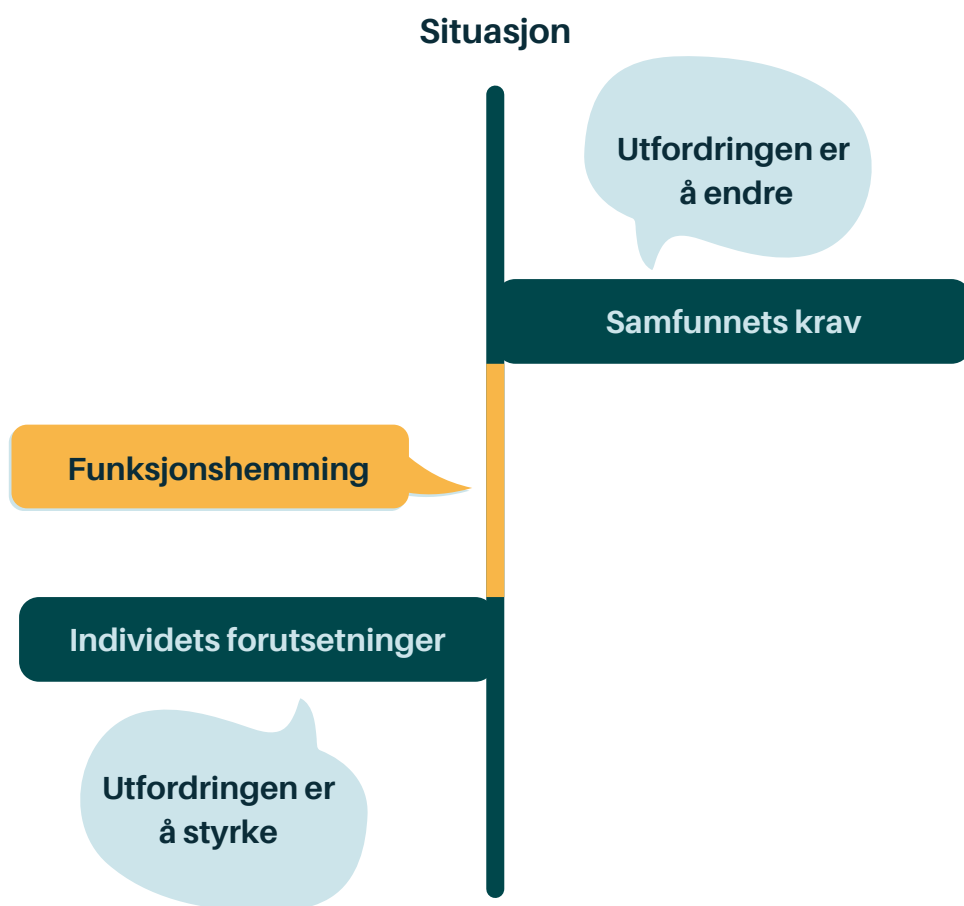 Situasjon
Utfordringen er
å endre
Samfunnets krav
Funksjonshemming
Individets forutsetninger
Utfordringen er
å styrke